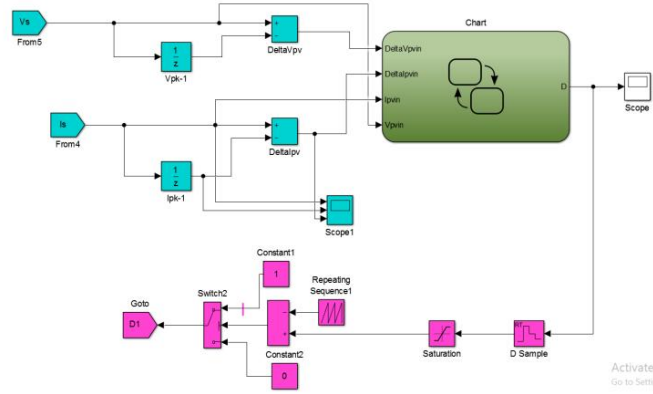 Vs
From5
1
z
Vpk-1
+
-
DeltaVpv
Chart
DeltaVpvin
DeltaIpvin
Ipvin
Vpvin
D
Scope
Is
From4
1
z
Ipk-1
+
-
DeltaIpv
Scope1
Constant1
1
Repeating
Sequence1
Switch2
Goto
D1
-
+
Constant2
0
Saturation
RT
D Sample
Activate
Go to Setti